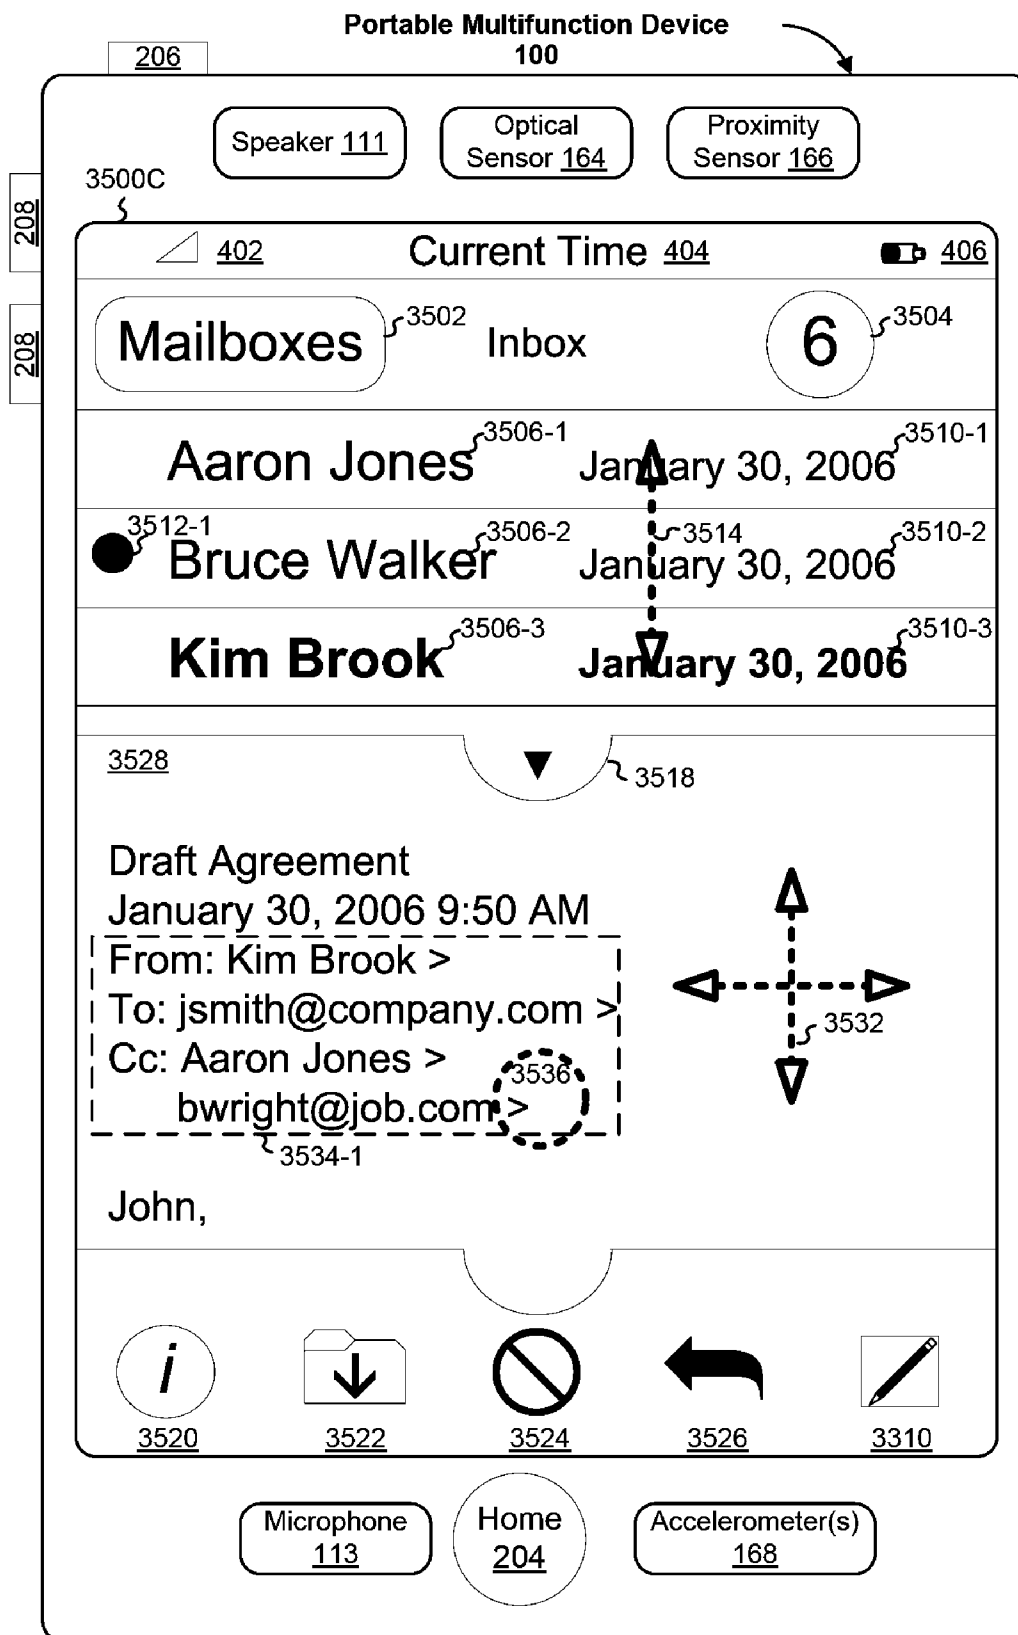 Portable Multifunction Device
100
206
Speaker 111
Optical
Sensor 164
Proximity
Sensor 166
3500C
208
208
402
Current Time 404
406
Mailboxes
3502
Inbox
6
3504
Aaron Jones
3506-1
January 30, 2006
3510-1
3512-1
Bruce Walker
3506-2
3514
January 30, 2006
3510-2
Kim Brook
3506-3
January 30, 2006
3510-3
3528
3518
Draft Agreement
January 30, 2006 9:50 AM
From: Kim Brook >
To: jsmith@company.com >
3532
Cc: Aaron Jones >
3536
bwright@job.com >
3534-1
John,
i
3520
3522
3524
3526
3310
Microphone
113
Home
204
Accelerometer(s)
168